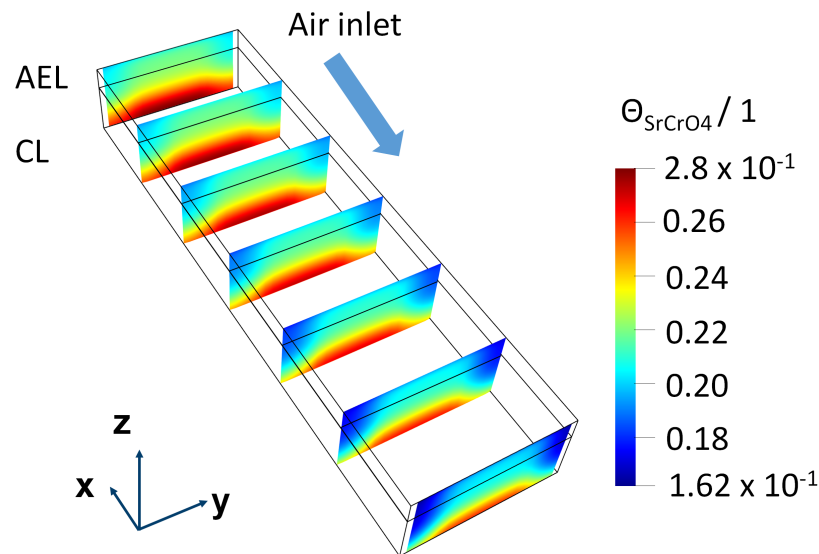 Air inlet
AEL
CL
Θ_SrCrO4 / 1
2.8 x 10⁻¹
0.26
0.24
0.22
0.20
0.18
1.62 x 10⁻¹
z
x
y